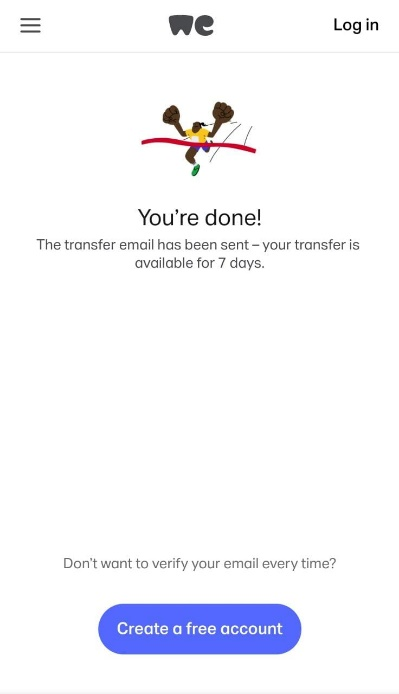 we
Log in
You're done!
The transfer email has been sent – your transfer is
available for 7 days.
Don't want to verify your email every time?
Create a free account